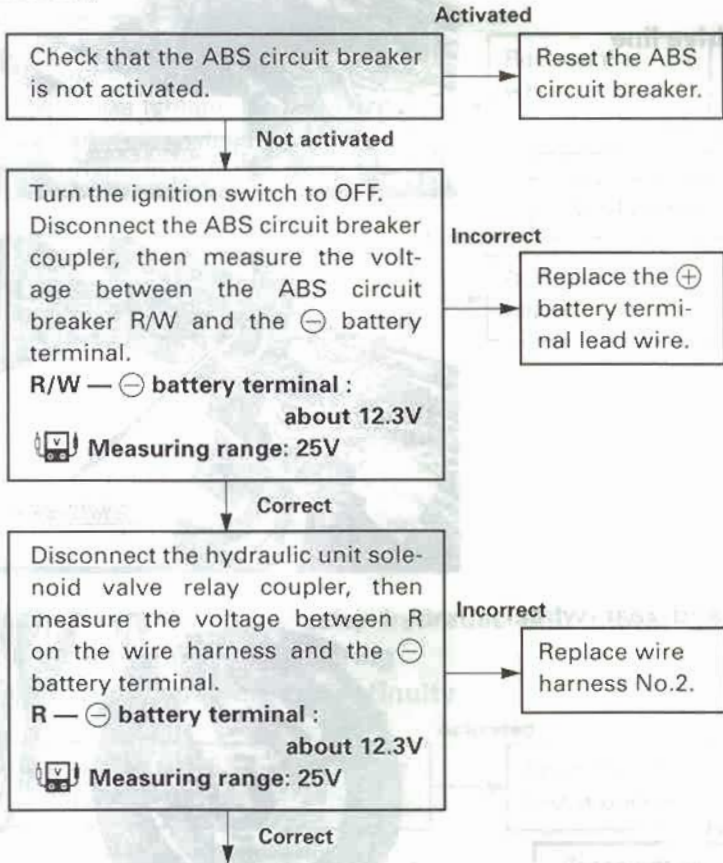 Activated
Check that the ABS circuit breaker
is not activated.
Reset the ABS
circuit breaker.
Not activated
Turn the ignition switch to OFF.
Disconnect the ABS circuit breaker
coupler, then measure the volt-
age between the ABS circuit
breaker R/W and the ⊖ battery
terminal.
R/W — ⊖ battery terminal :
about 12.3V
V Measuring range: 25V
Incorrect
Replace the ⊕
battery termi-
nal lead wire.
Correct
Disconnect the hydraulic unit sole-
noid valve relay coupler, then
measure the voltage between R
on the wire harness and the ⊖
battery terminal.
R — ⊖ battery terminal :
about 12.3V
V Measuring range: 25V
Incorrect
Replace wire
harness No.2.
Correct